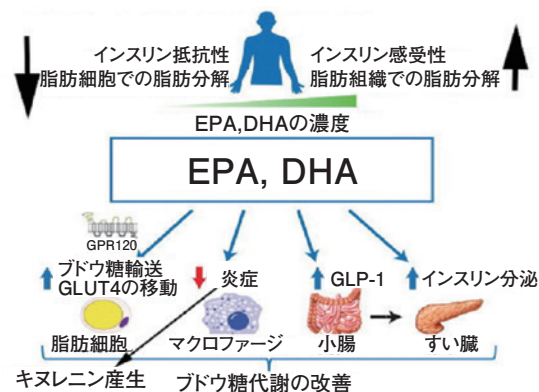 インスリン抵抗性
脂肪細胞での脂肪分解
インスリン感受性
脂肪組織での脂肪分解
EPA,DHAの濃度
EPA, DHA
GPR120
ブドウ糖輸送
GLUT4の移動
炎症
GLP-1
インスリン分泌
脂肪細胞
マクロファージ
小腸
すい臓
キヌレニン産生
ブドウ糖代謝の改善